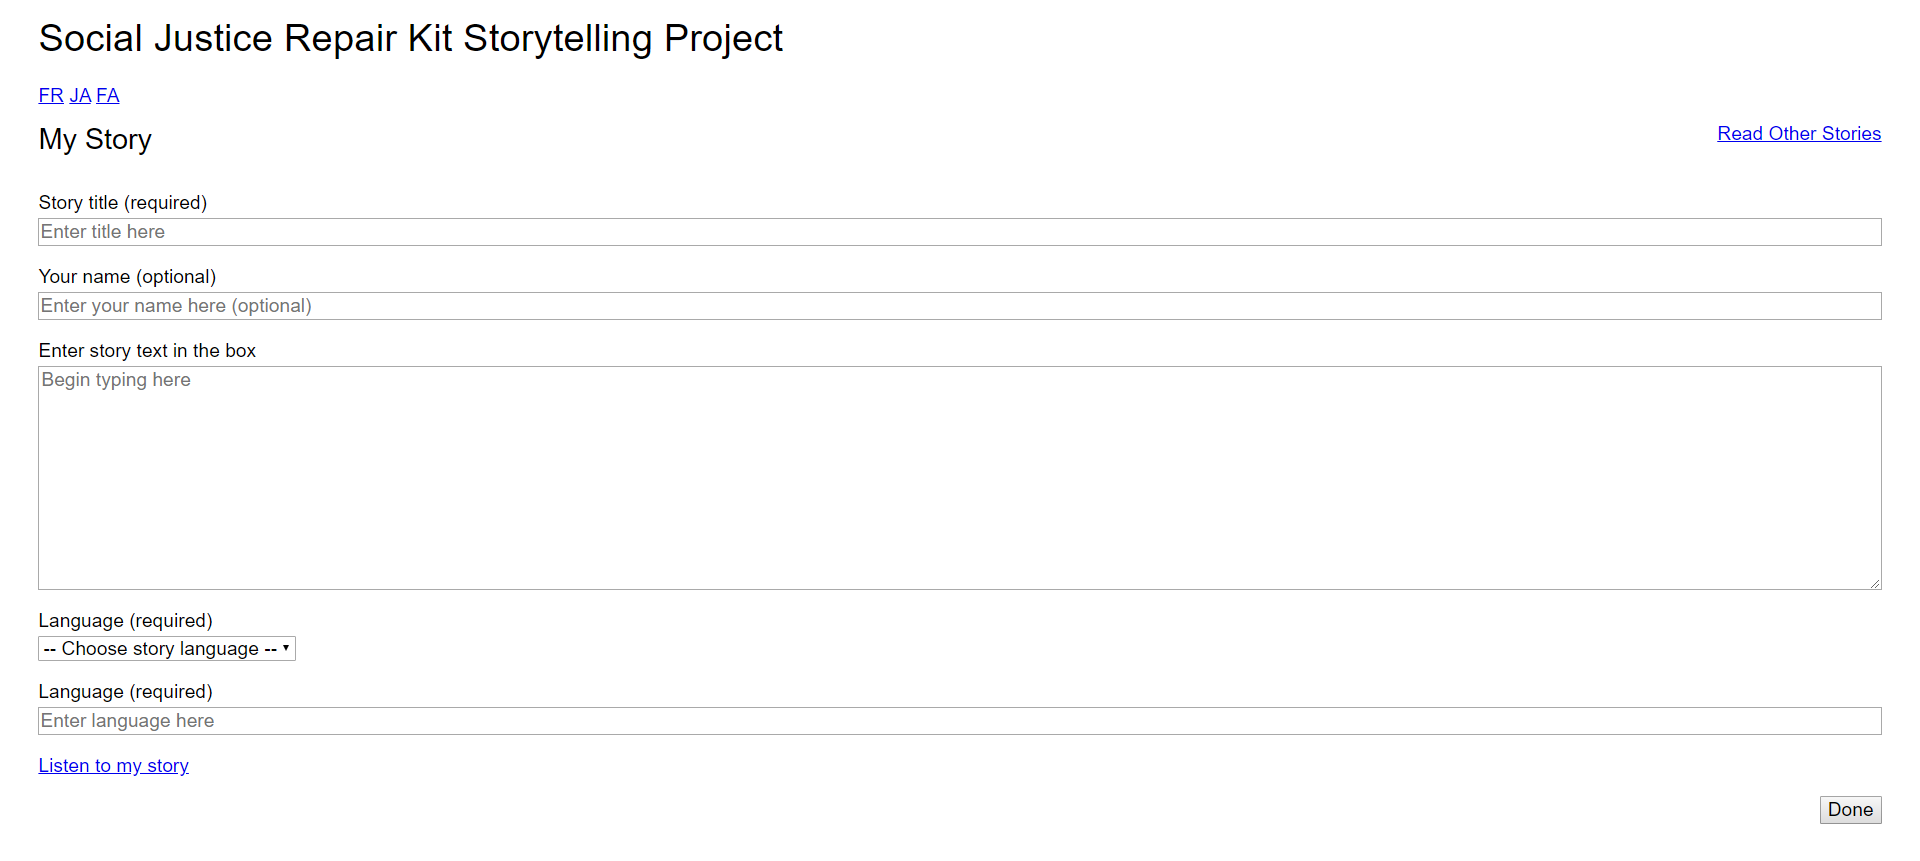 Social Justice Repair Kit Storytelling Project
FR JA FA
My Story
Read Other Stories
Story title (required)
Enter title here
Your name (optional)
Enter your name here (optional)
Enter story text in the box
Begin typing here
Language (required)
-- Choose story language --
Language (required)
Enter language here
Listen to my story
Done